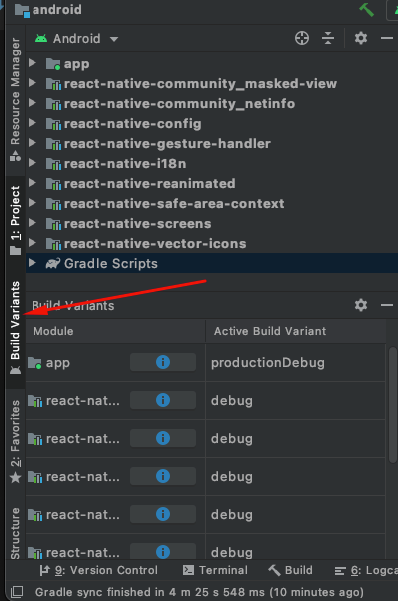 android
Android
app
react-native-community_masked-view
react-native-community_netinfo
react-native-config
react-native-gesture-handler
react-native-i18n
react-native-reanimated
react-native-safe-area-context
react-native-screens
react-native-vector-icons
Gradle Scripts
Resource Manager
1: Project
Build Variants
2: Favorites
Structure
Build Variants
Module
Active Build Variant
app
productionDebug
react-nat...
debug
react-nat...
debug
react-nat...
debug
react-nat...
debug
react-nat...
debug
9: Version Control
Terminal
Build
6: Logca
Gradle sync finished in 4 m 25 s 548 ms (10 minutes ago)